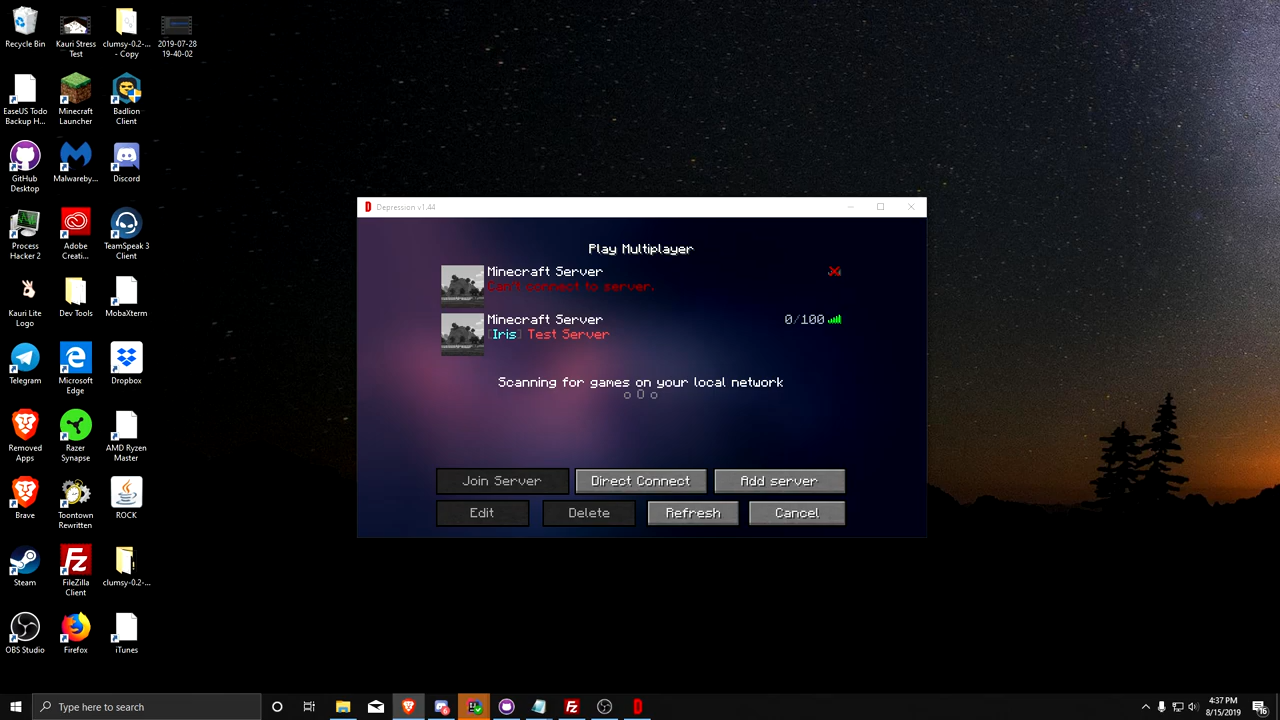 Recycle Bin
Kauri Stress
Test
clumsy-0.2-...
- Copy
2019-07-28
19-40-02
EaseUS Todo
Backup H...
Minecraft
Launcher
Badlion
Client
GitHub
Desktop
Malwareby...
Discord
Process
Hacker 2
Adobe
Creati...
TeamSpeak 3
Client
Kauri Lite
Logo
Dev Tools
MobaXterm
Telegram
Microsoft
Edge
Dropbox
Removed
Apps
Razer
Synapse
AMD Ryzen
Master
Brave
Toontown
Rewritten
ROCK
Steam
FileZilla
Client
clumsy-0.2-...
OBS Studio
Firefox
iTunes
Depression v1.44
Play Multiplayer
Minecraft Server
Can't connect to server.
Minecraft Server
0/100
[Iris] Test Server
Scanning for games on your local network
o O o
Join Server
Direct Connect
Add server
Edit
Delete
Refresh
Cancel
Type here to search
4:37 PM
8/15/2019